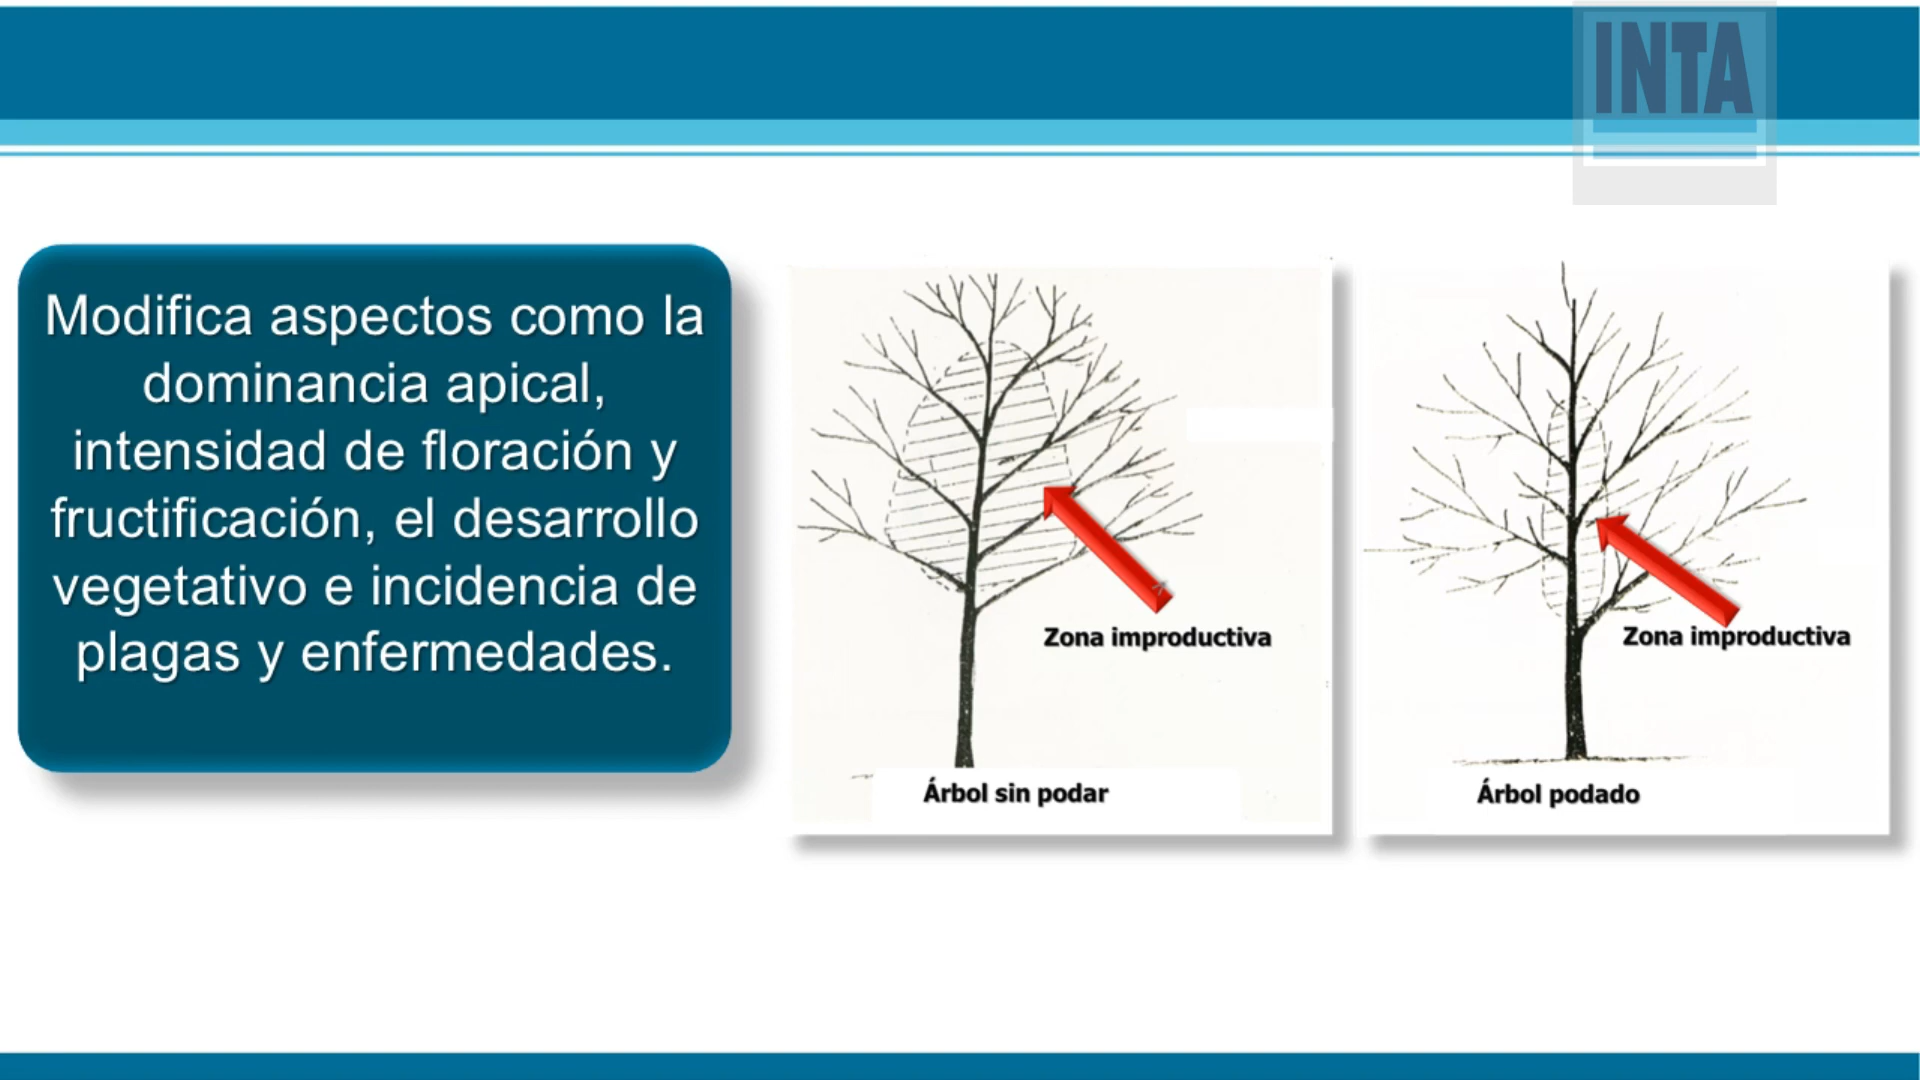 INTA
Modifica aspectos como la
dominancia apical,
intensidad de floración y
fructificación, el desarrollo
vegetativo e incidencia de
plagas y enfermedades.
Zona improductiva
Árbol sin podar
Zona improductiva
Árbol podado